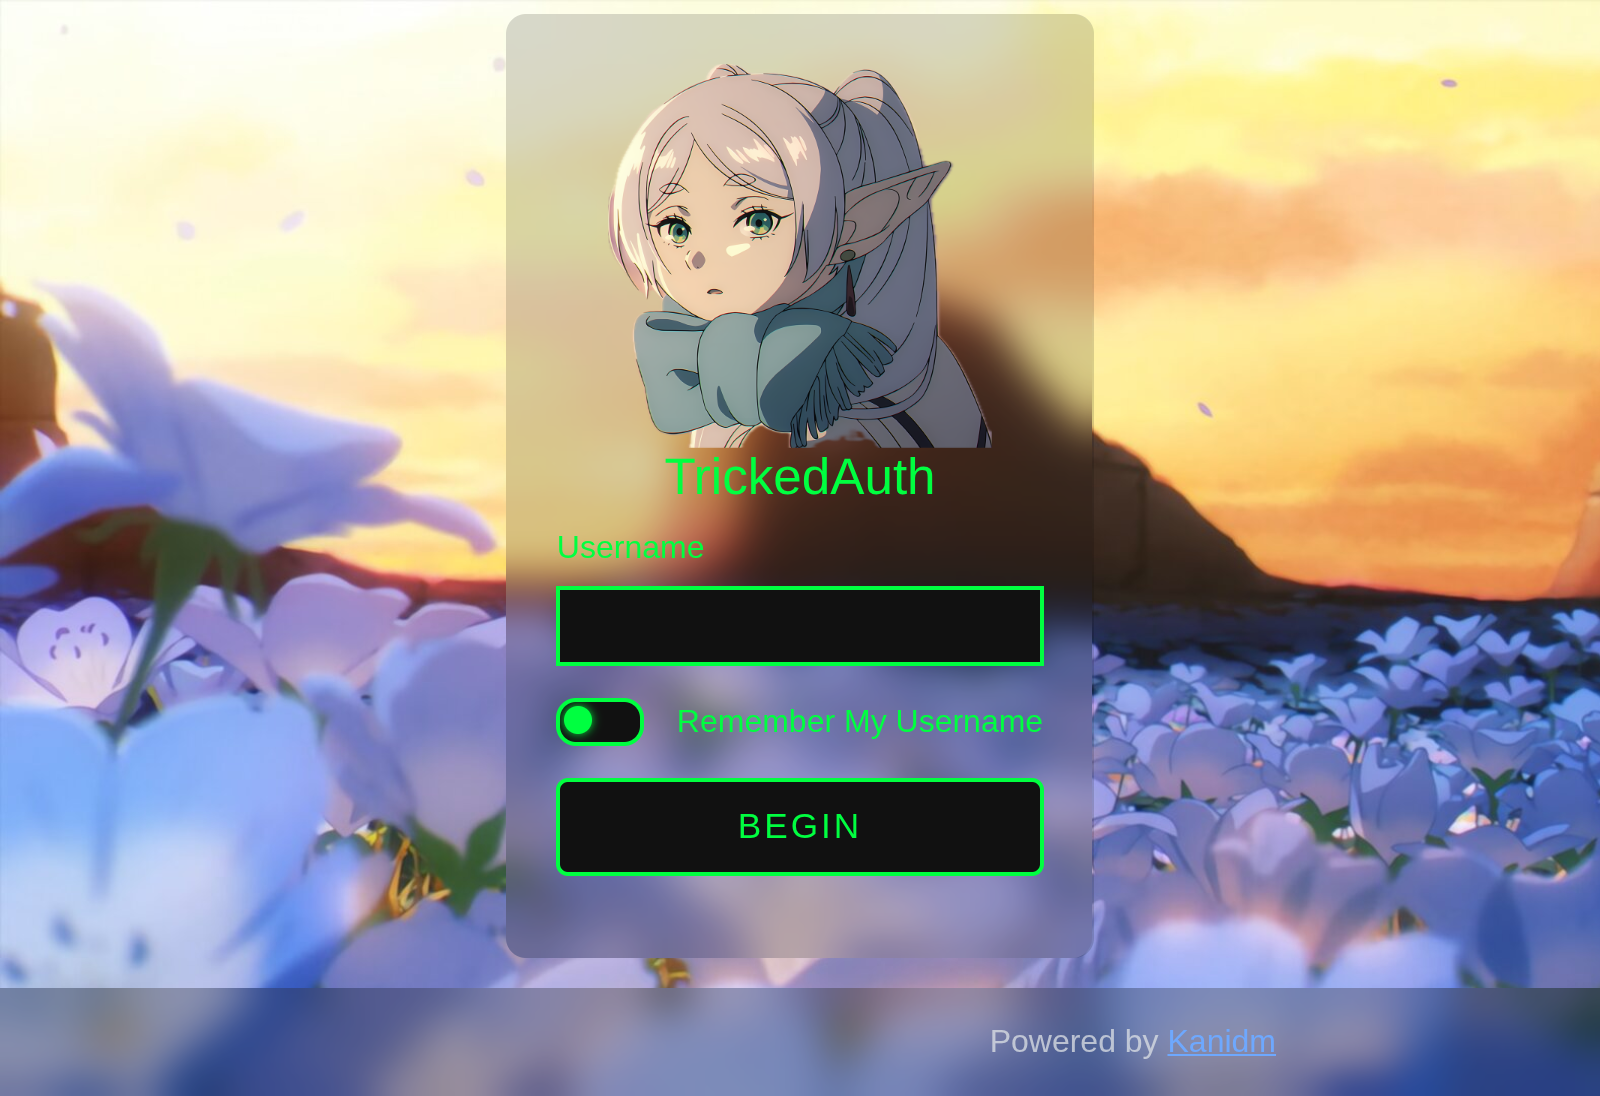 TrickedAuth
Username
Remember My Username
BEGIN
Powered by Kanidm